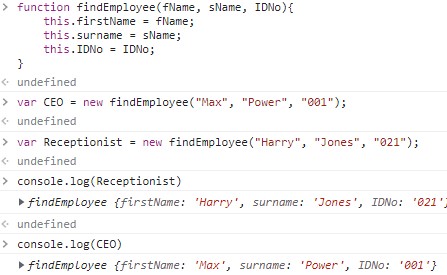 > function findEmployee(fName, sName, IDNo){
this.firstName = fName;
this.surname = sName;
this.IDNo = IDNo;
}
< undefined
> var CEO = new findEmployee("Max", "Power", "001");
< undefined
> var Receptionist = new findEmployee("Harry", "Jones", "021");
< undefined
> console.log(Receptionist)
▶ findEmployee {firstName: 'Harry', surname: 'Jones', IDNo: '021'}
< undefined
> console.log(CEO)
▶ findEmployee {firstName: 'Max', surname: 'Power', IDNo: '001'}